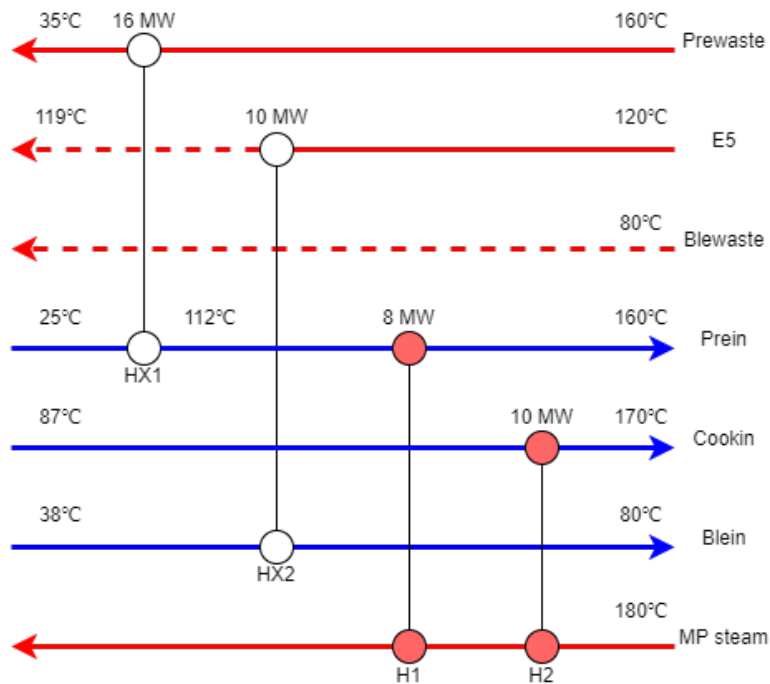 35℃ 16 MW 160℃ Prewaste
119℃ 10 MW 120℃ E5
80℃ Blewaste
25℃ 112℃ 8 MW 160℃ Prein
HX1
87℃ 10 MW 170℃ Cookin
38℃ 80℃ Blein
HX2
180℃ MP steam
H1 H2